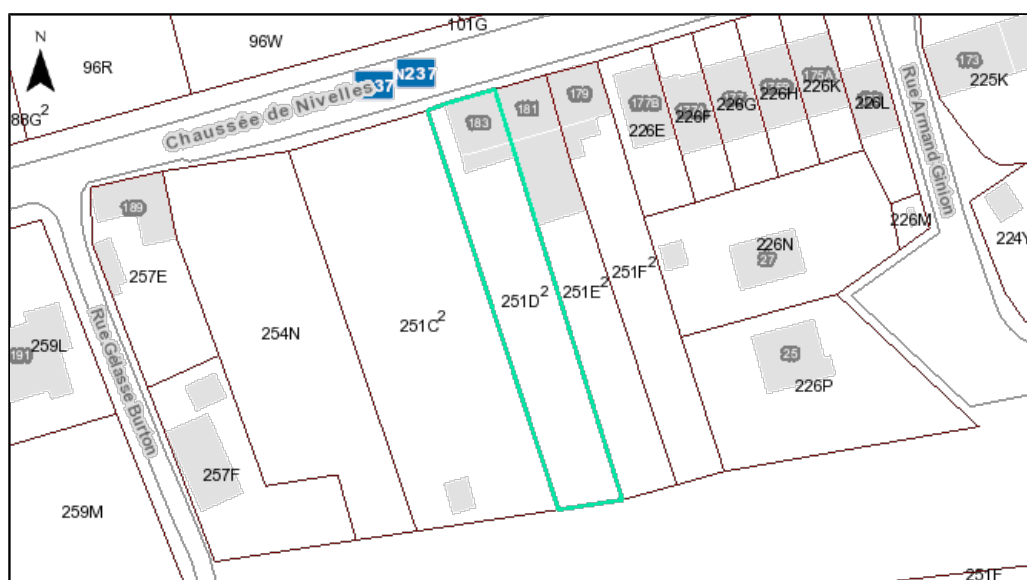 101G
96W
N
96R
N237
173
225K
175A
226K
226H
226G
226F
226L
177B
226E
179
181
183
88G²
Chaussée de Nivelles
Rue Armand Ginion
189
226M
224Y
226N
27
257E
251F²
251E²
251D²
251C²
254N
Rue Gelasse Burton
191
259L
25
226P
257F
259M
251F